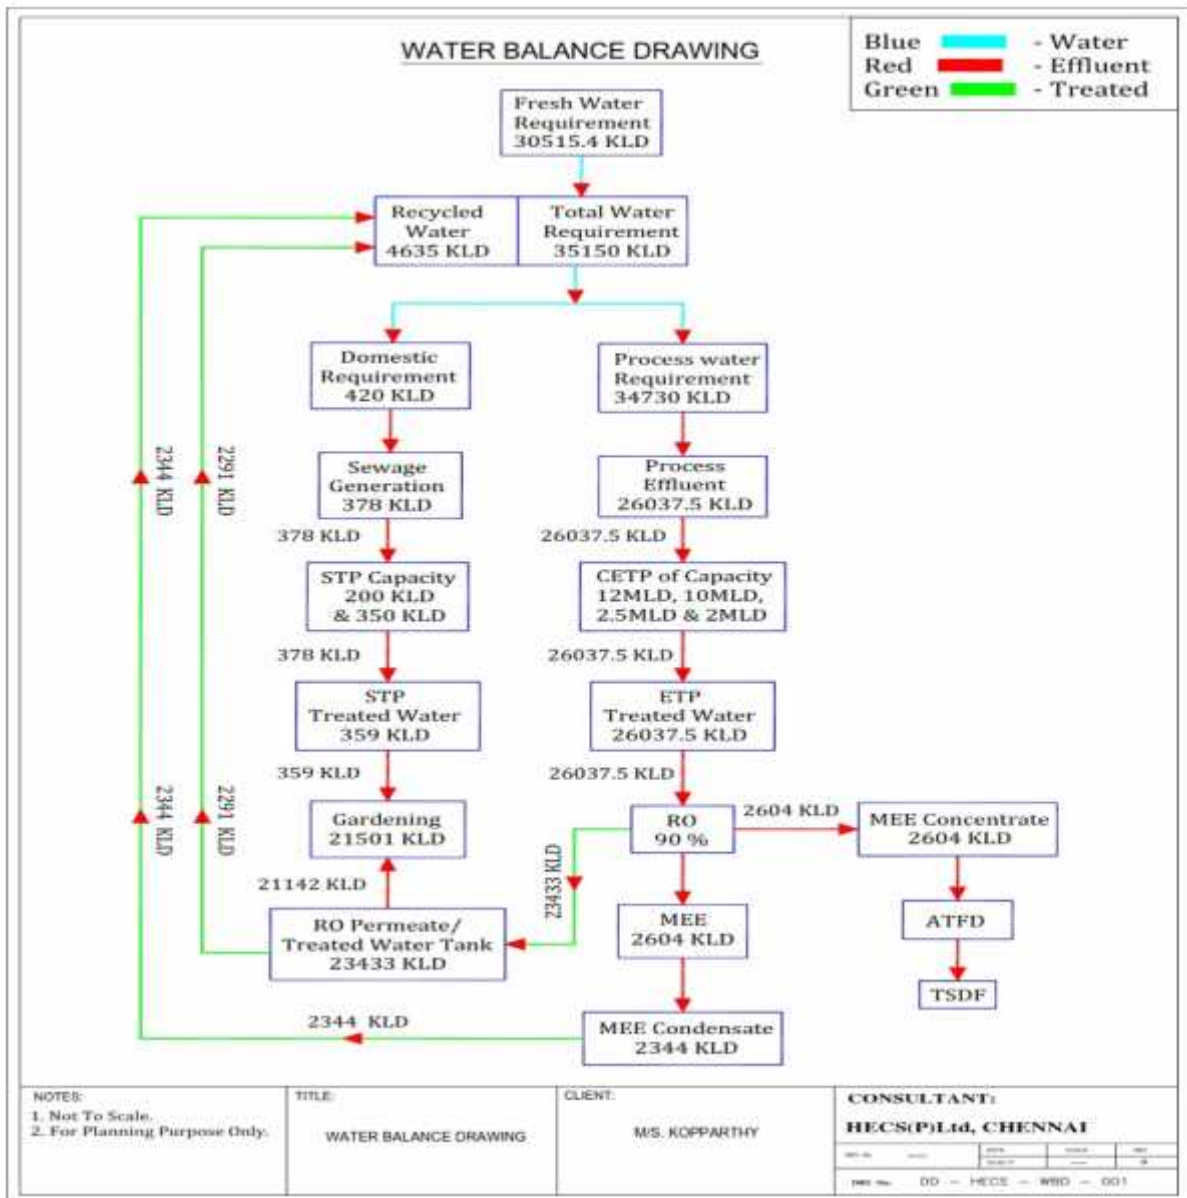 WATER BALANCE DRAWING
Blue - Water
Red - Effluent
Green - Treated
Fresh Water
Requirement
30515.4 KLD
Recycled
Water
4635 KLD
Total Water
Requirement
35150 KLD
Domestic
Requirement
420 KLD
Process water
Requirement
34730 KLD
2344 KLD
2291 KLD
Sewage
Generation
378 KLD
Process
Effluent
26037.5 KLD
378 KLD
26037.5 KLD
STP Capacity
200 KLD
& 350 KLD
CETP of Capacity
12MLD, 10MLD,
2.5MLD & 2MLD
378 KLD
26037.5 KLD
STP
Treated Water
359 KLD
ETP
Treated Water
26037.5 KLD
359 KLD
26037.5 KLD
2344 KLD
2291 KLD
Gardening
21501 KLD
RO
90 %
2604 KLD
MEE Concentrate
2604 KLD
21142 KLD
23433 KLD
RO Permeate/
Treated Water Tank
23433 KLD
MEE
2604 KLD
ATFD
TSDF
2344 KLD
MEE Condensate
2344 KLD
NOTES:
1. Not To Scale.
2. For Planning Purpose Only.
TITLE:
WATER BALANCE DRAWING
CLIENT:
M/S. KOPPARTHY
CONSULTANT:
HECS(P)Ltd, CHENNAI
DD - HECS - WBD - 001